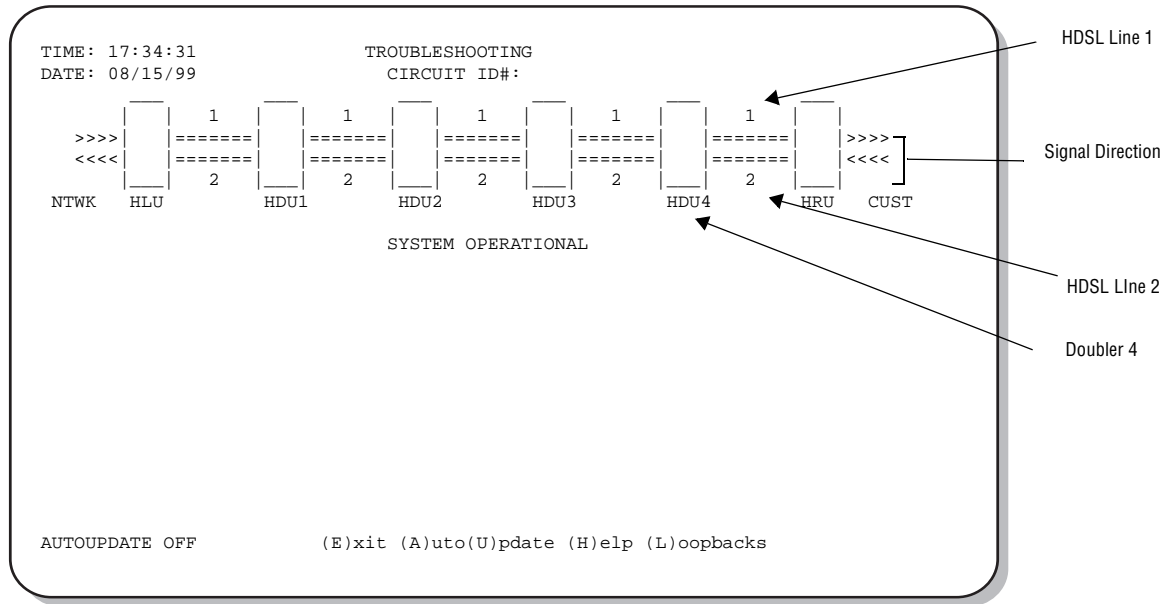 TIME: 17:34:31 TROUBLESHOOTING
DATE: 08/15/99 CIRCUIT ID#:
HDSL Line 1
1 1 1 1 1
>>>>| |=======| |=======| |=======| |=======| |=======| |>>>>
<<<<| |=======| |=======| |=======| |=======| |=======| |<<<<
Signal Direction
2 2 2 2 2
NTWK HLU HDU1 HDU2 HDU3 HDU4 HRU CUST
SYSTEM OPERATIONAL
HDSL LIne 2
Doubler 4
AUTOUPDATE OFF (E)xit (A)uto(U)pdate (H)elp (L)oopbacks